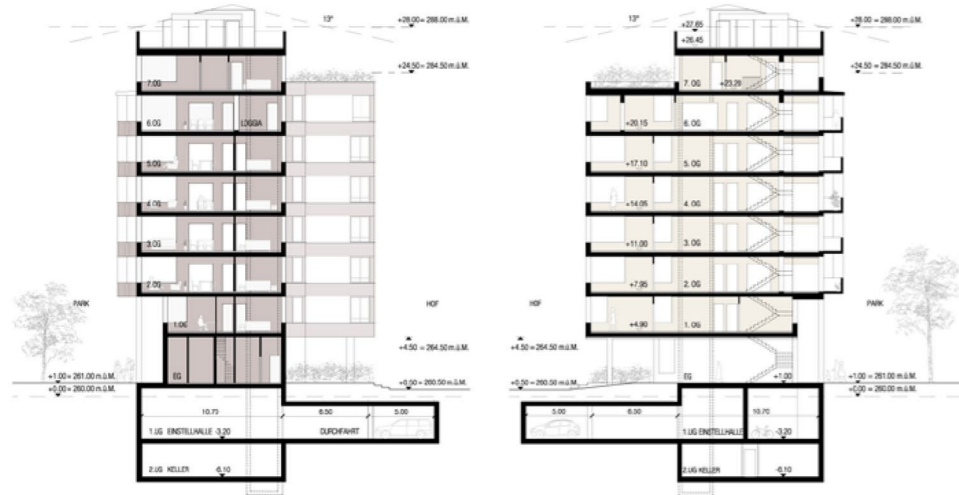 13°
+28.00 = 288.00 m.ü.M.
+24.50 = 284.50 m.ü.M.
7.OG
6.OG
LOGGIA
5.OG
4.OG
3.OG
2.OG
1.OG
EG
PARK
HOF
+4.50 = 264.50 m.ü.M.
+1.00 = 261.00 m.ü.M.
+0.00 = 260.00 m.ü.M.
+0.50 = 260.50 m.ü.M.
10.70
6.50
5.00
1.UG EINSTELLHALLE -3.20
DURCHFAHRT
2.UG KELLER -6.10
13°
+27.65
+26.45
+28.00 = 288.00 m.ü.M.
+24.50 = 284.50 m.ü.M.
7. OG +23.20
+20.15 6. OG
+17.10 5. OG
+14.05 4. OG
+11.00 3. OG
+7.95 2. OG
+4.90 1. OG
HOF
PARK
+4.50 = 264.50 m.ü.M.
+0.50 = 260.50 m.ü.M.
EG
+1.00
+1.00 = 261.00 m.ü.M.
+0.00 = 260.00 m.ü.M.
5.00
10.70
1.UG EINSTELLHALLE -3.20
2.UG KELLER -6.10